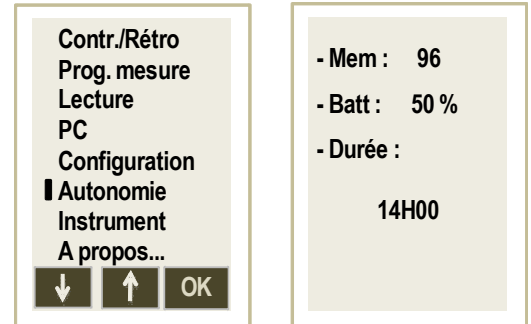 Contr./Rétro
Prog. mesure
Lecture
PC
Configuration
Autonomie
Instrument
A propos...
↓ ↑ OK
- Mem : 96
- Batt : 50 %
- Durée :
14H00